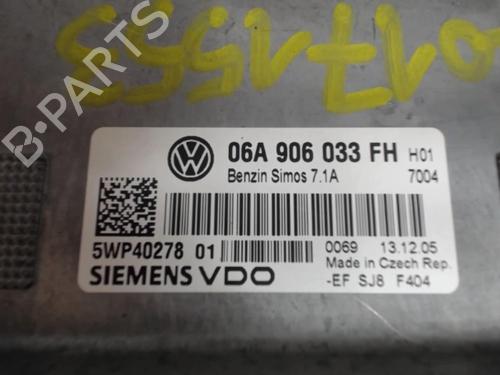 06A 906 033 FH H01
Benzin Simos 7.1A 7004
5WP40278 01
0069 13.12.05
SIEMENS VDO
Made in Czech Rep.
-EF SJ8 F404
B-PARTS